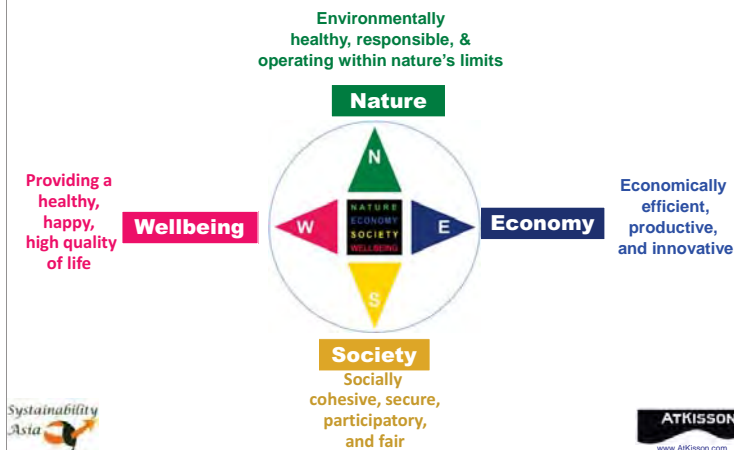 Environmentally
healthy, responsible, &
operating within nature's limits
Nature
N
Providing a
healthy,
happy,
high quality
of life
Wellbeing
W
NATURE
ECONOMY
SOCIETY
WELLBEING
E
Economy
Economically
efficient,
productive,
and innovative
S
Society
Socially
cohesive, secure,
participatory,
and fair
Systainability
Asia
ATKISSON
www.AtKisson.com